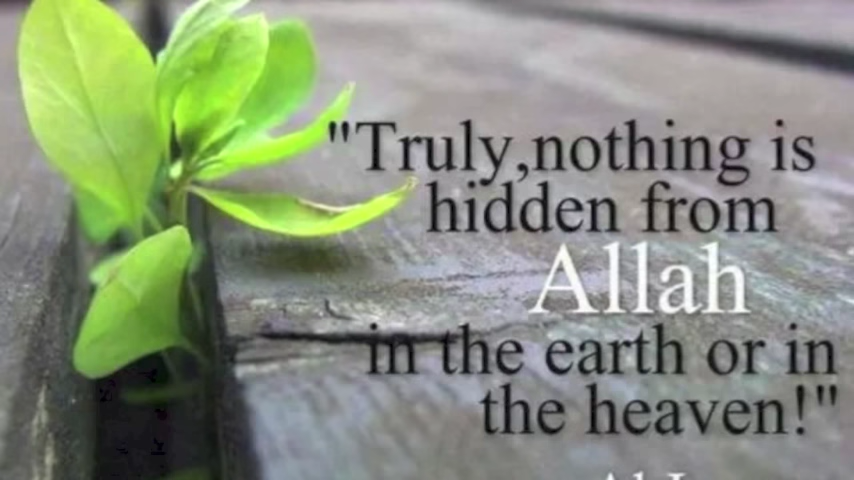 "Truly,nothing is
hidden from
Allah
in the earth or in
the heaven!"